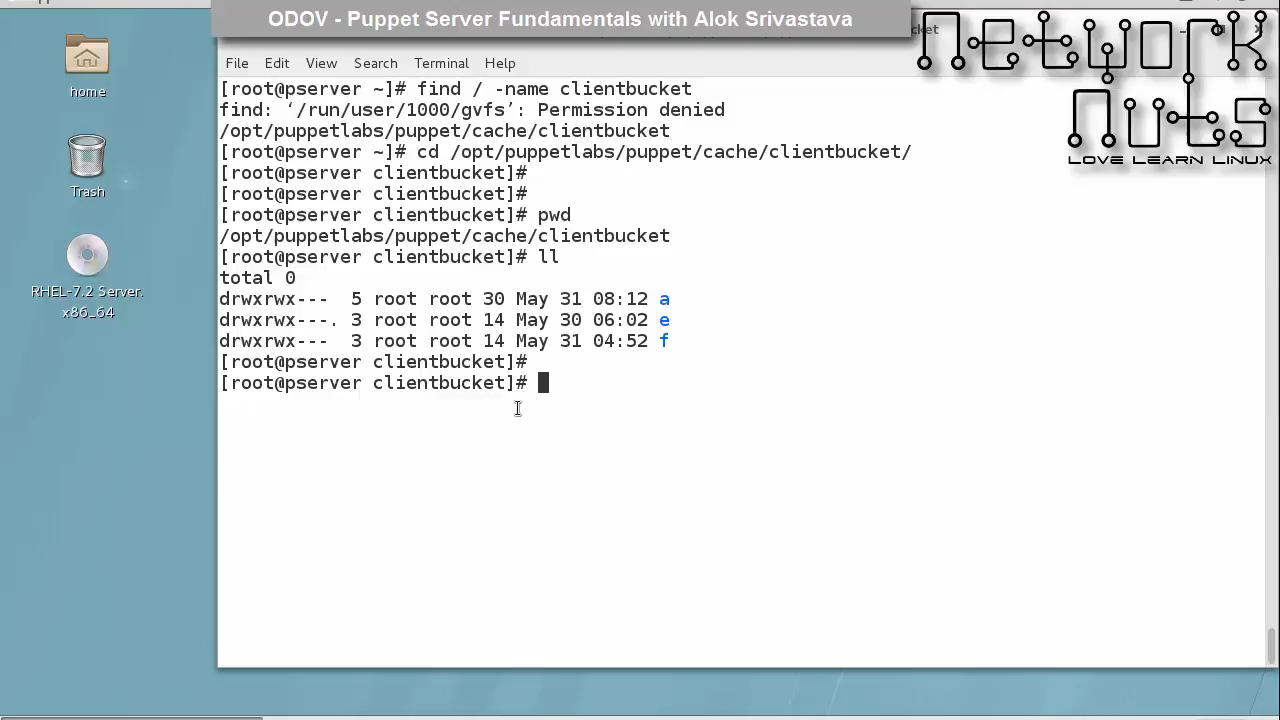 ODOV - Puppet Server Fundamentals with Alok Srivastava
NETWORK
NUTS
LOVE LEARN LINUX
home
Trash
RHEL-7.2 Server.
x86_64
File Edit View Search Terminal Help
[root@pserver ~]# find / -name clientbucket
find: ‘/run/user/1000/gvfs’: Permission denied
/opt/puppetlabs/puppet/cache/clientbucket
[root@pserver ~]# cd /opt/puppetlabs/puppet/cache/clientbucket/
[root@pserver clientbucket]#
[root@pserver clientbucket]#
[root@pserver clientbucket]# pwd
/opt/puppetlabs/puppet/cache/clientbucket
[root@pserver clientbucket]# ll
total 0
drwxrwx---  5 root root 30 May 31 08:12 a
drwxrwx---. 3 root root 14 May 30 06:02 e
drwxrwx---  3 root root 14 May 31 04:52 f
[root@pserver clientbucket]#
[root@pserver clientbucket]#